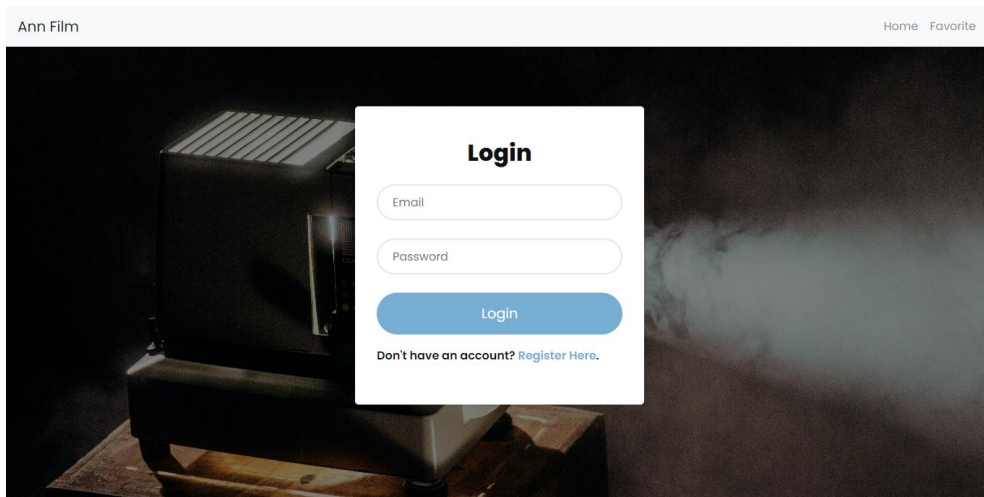 Ann Film
Home Favorite
Login
Email
Password
Login
Don't have an account? Register Here.